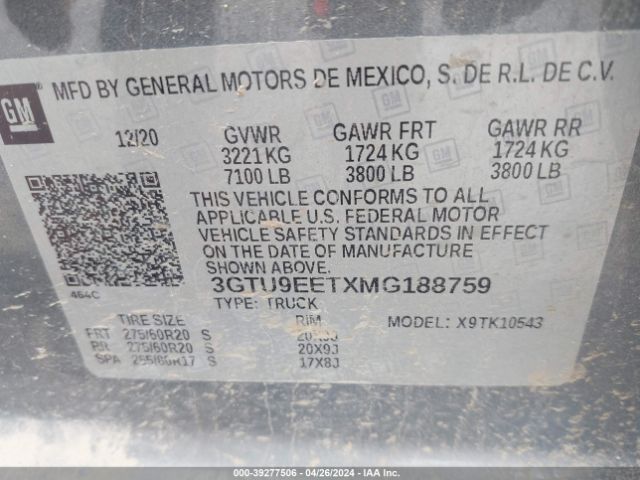 GM
MFD BY GENERAL MOTORS DE MEXICO, S. DE R.L. DE C.V.
12/20 GVWR GAWR FRT GAWR RR
3221 KG 1724 KG 1724 KG
7100 LB 3800 LB 3800 LB
THIS VEHICLE CONFORMS TO ALL
APPLICABLE U.S. FEDERAL MOTOR
VEHICLE SAFETY STANDARDS IN EFFECT
ON THE DATE OF MANUFACTURE
SHOWN ABOVE.
464C 3GTU9EETXMG188759
TYPE: TRUCK
TIRE SIZE RIM MODEL: X9TK10543
FRT 275/60R20 S 20X9J
RR 275/60R20 S 20X9J
SPA 255/80R17 S 17X8J
000-39277506 - 04/26/2024 - IAA Inc.